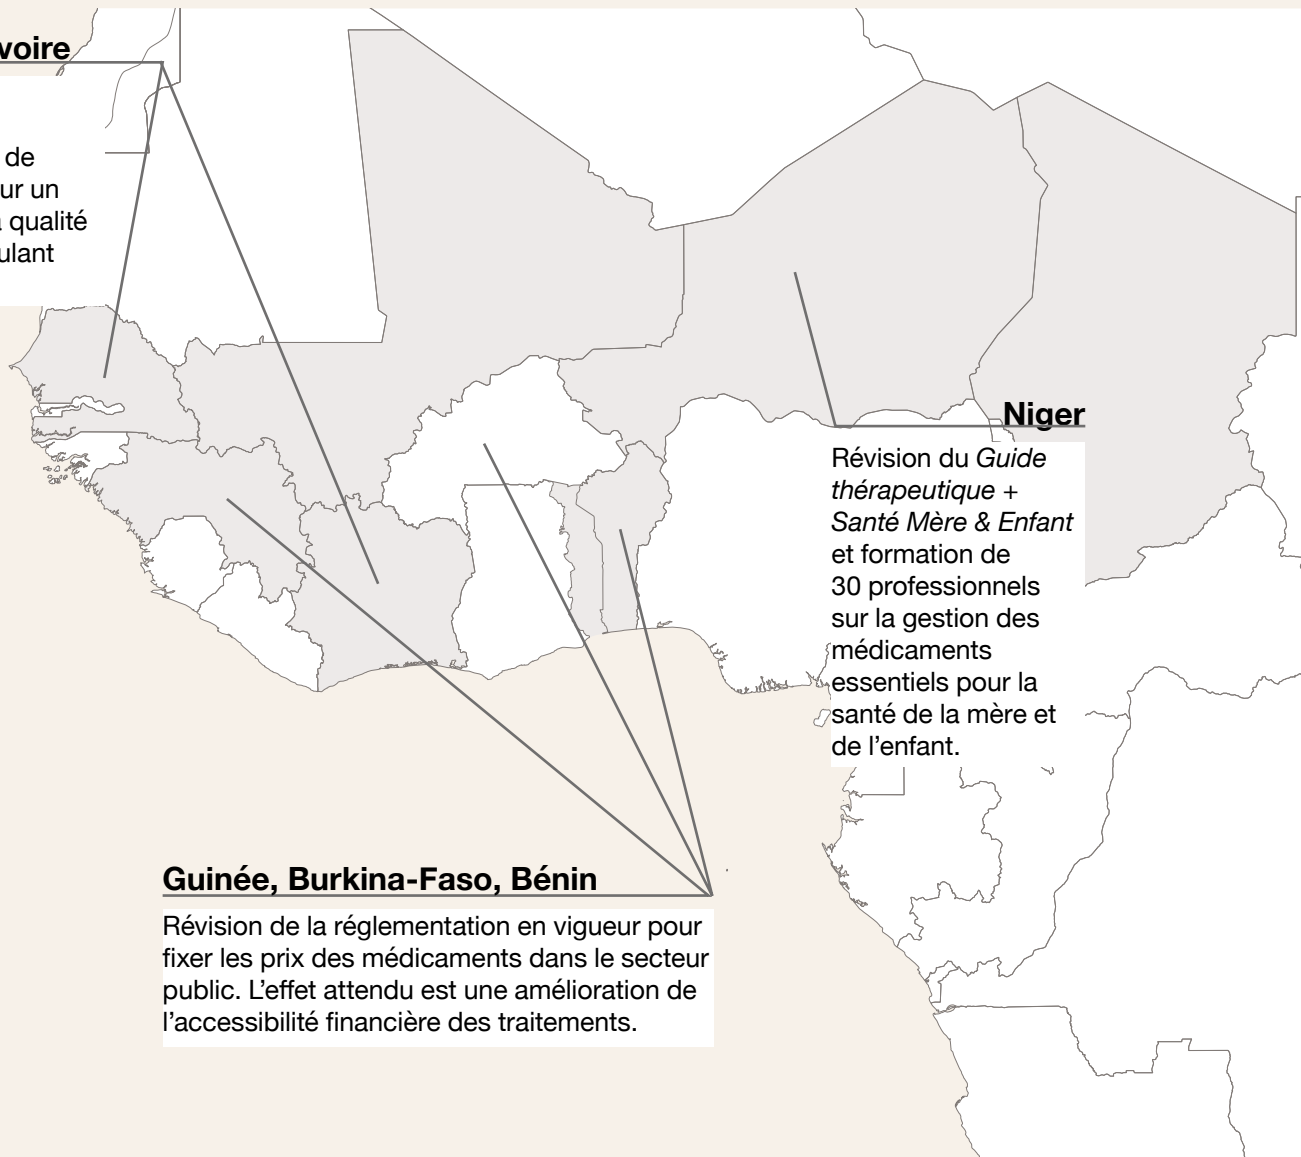 voire
de
ur un
qualité
ulant
Niger
Révision du Guide
thérapeutique +
Santé Mère & Enfant
et formation de
30 professionnels
sur la gestion des
médicaments
essentiels pour la
santé de la mère et
de l’enfant.
Guinée, Burkina-Faso, Bénin
Révision de la réglementation en vigueur pour
fixer les prix des médicaments dans le secteur
public. L’effet attendu est une amélioration de
l’accessibilité financière des traitements.